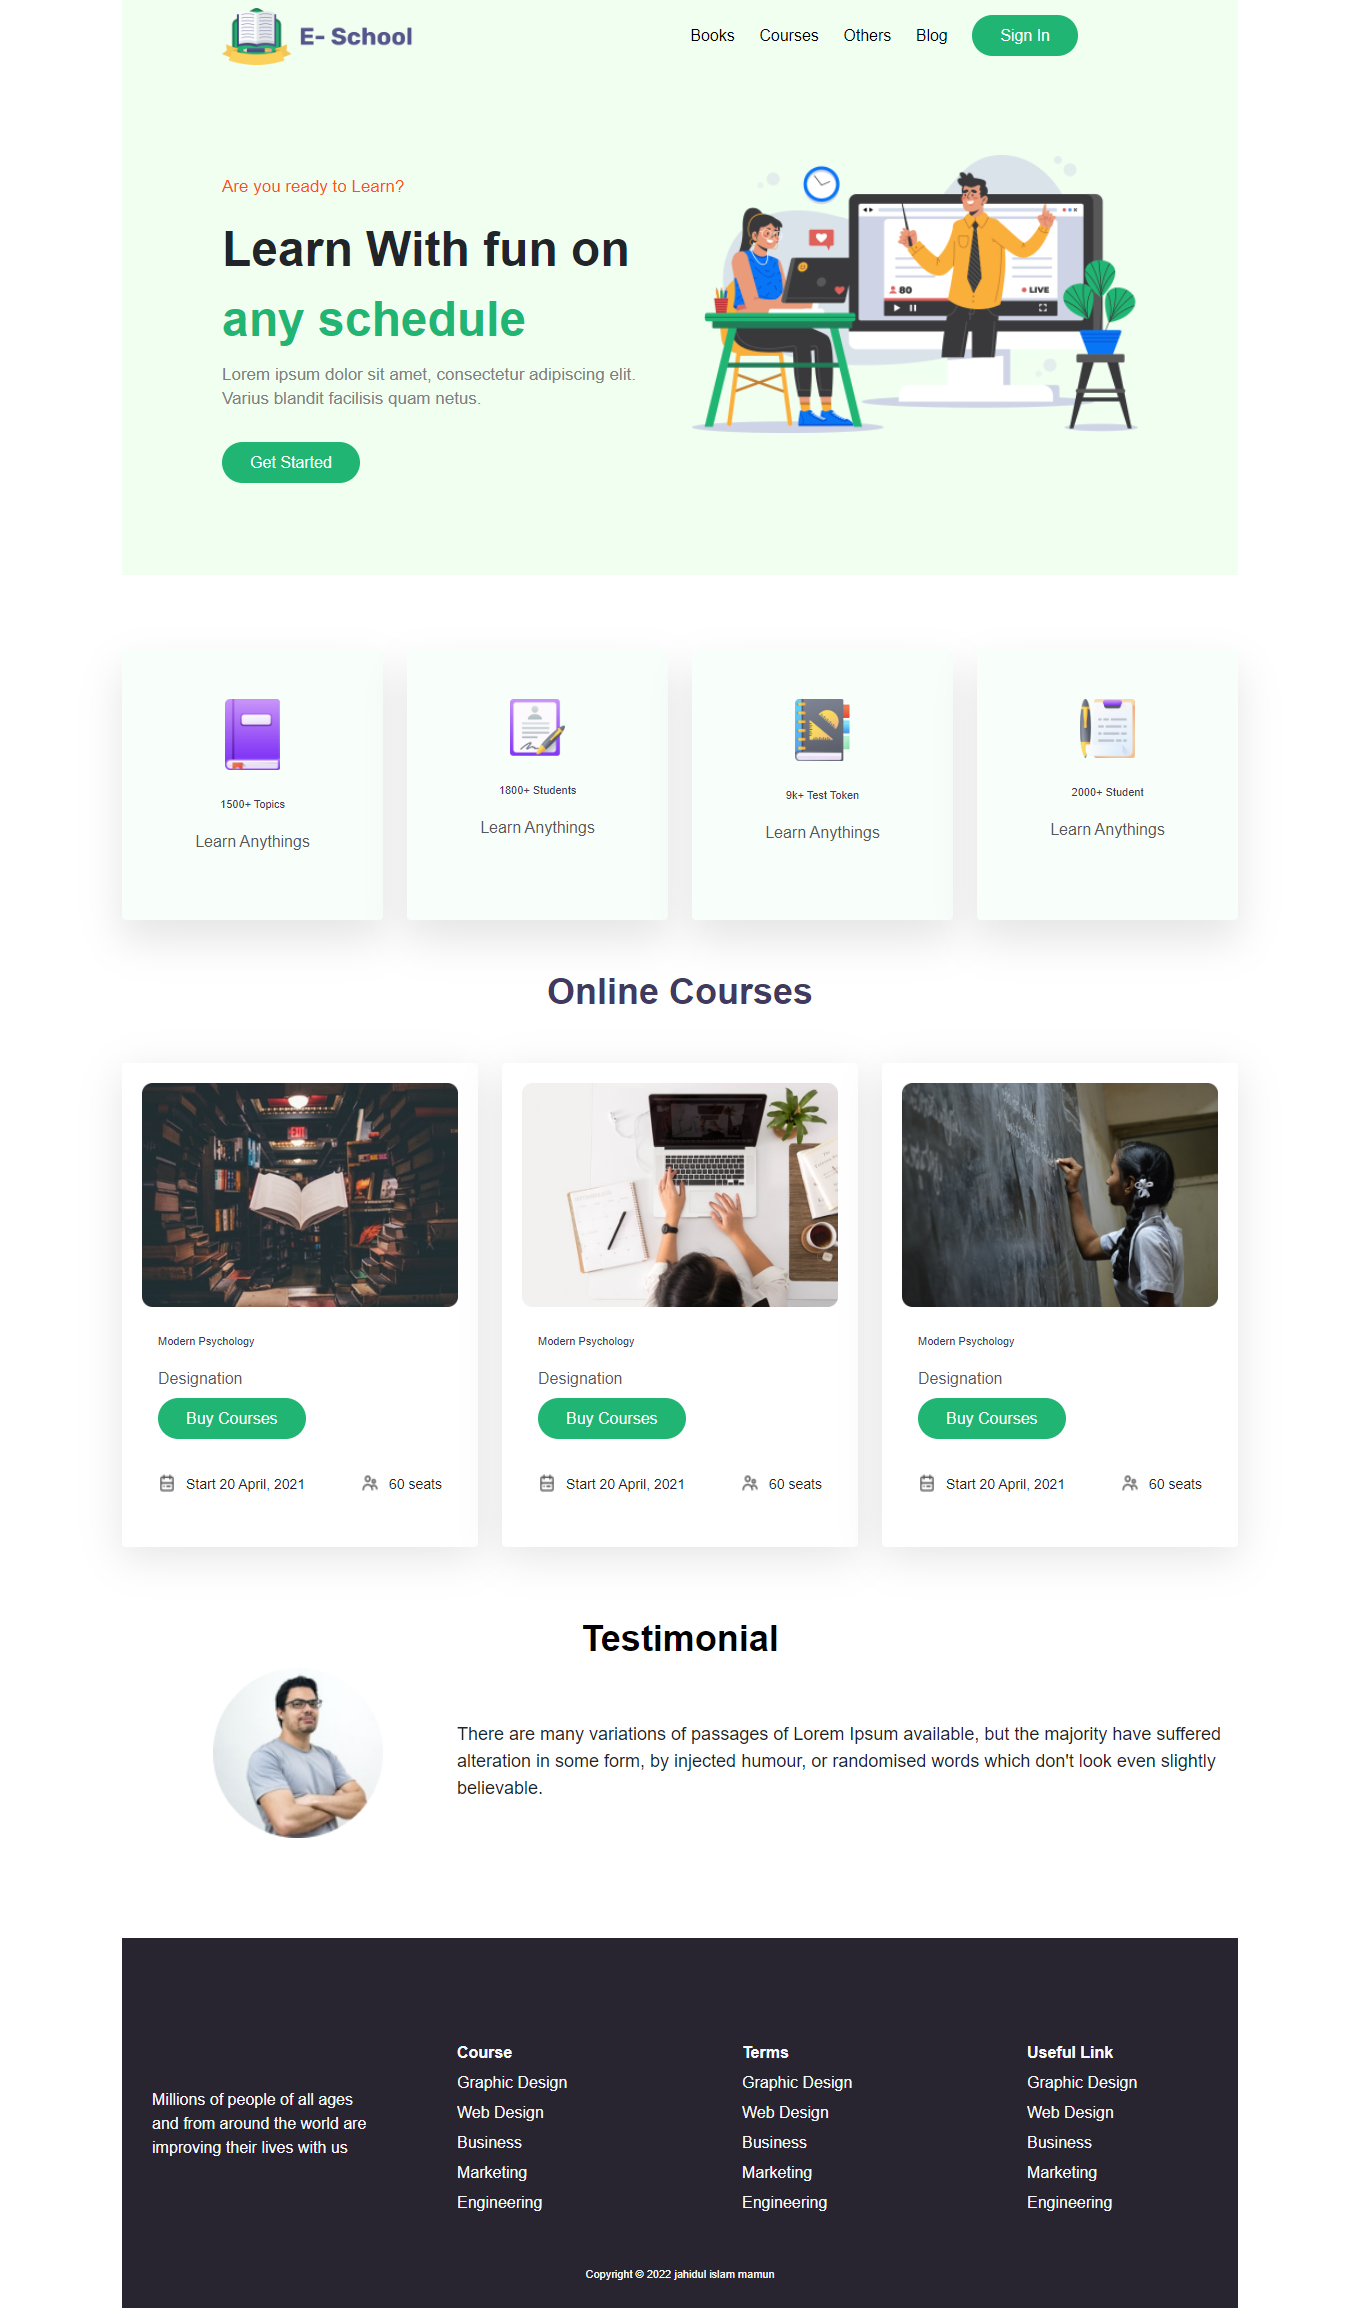 E- School
Books Courses Others Blog Sign In
Are you ready to Learn?
Learn With fun on
any schedule
Lorem ipsum dolor sit amet, consectetur adipiscing elit.
Varius blandit facilisis quam netus.
Get Started
80
LIVE
1500+ Topics
Learn Anythings
1800+ Students
Learn Anythings
9k+ Test Token
Learn Anythings
2000+ Student
Learn Anythings
Online Courses
EXIT
Modern Psychology
Designation
Buy Courses
Start 20 April, 2021 60 seats
Modern Psychology
Designation
Buy Courses
Start 20 April, 2021 60 seats
Modern Psychology
Designation
Buy Courses
Start 20 April, 2021 60 seats
Testimonial
There are many variations of passages of Lorem Ipsum available, but the majority have suffered
alteration in some form, by injected humour, or randomised words which don't look even slightly
believable.
Millions of people of all ages
and from around the world are
improving their lives with us
Course
Graphic Design
Web Design
Business
Marketing
Engineering
Terms
Graphic Design
Web Design
Business
Marketing
Engineering
Useful Link
Graphic Design
Web Design
Business
Marketing
Engineering
Copyright © 2022 jahidul islam mamun